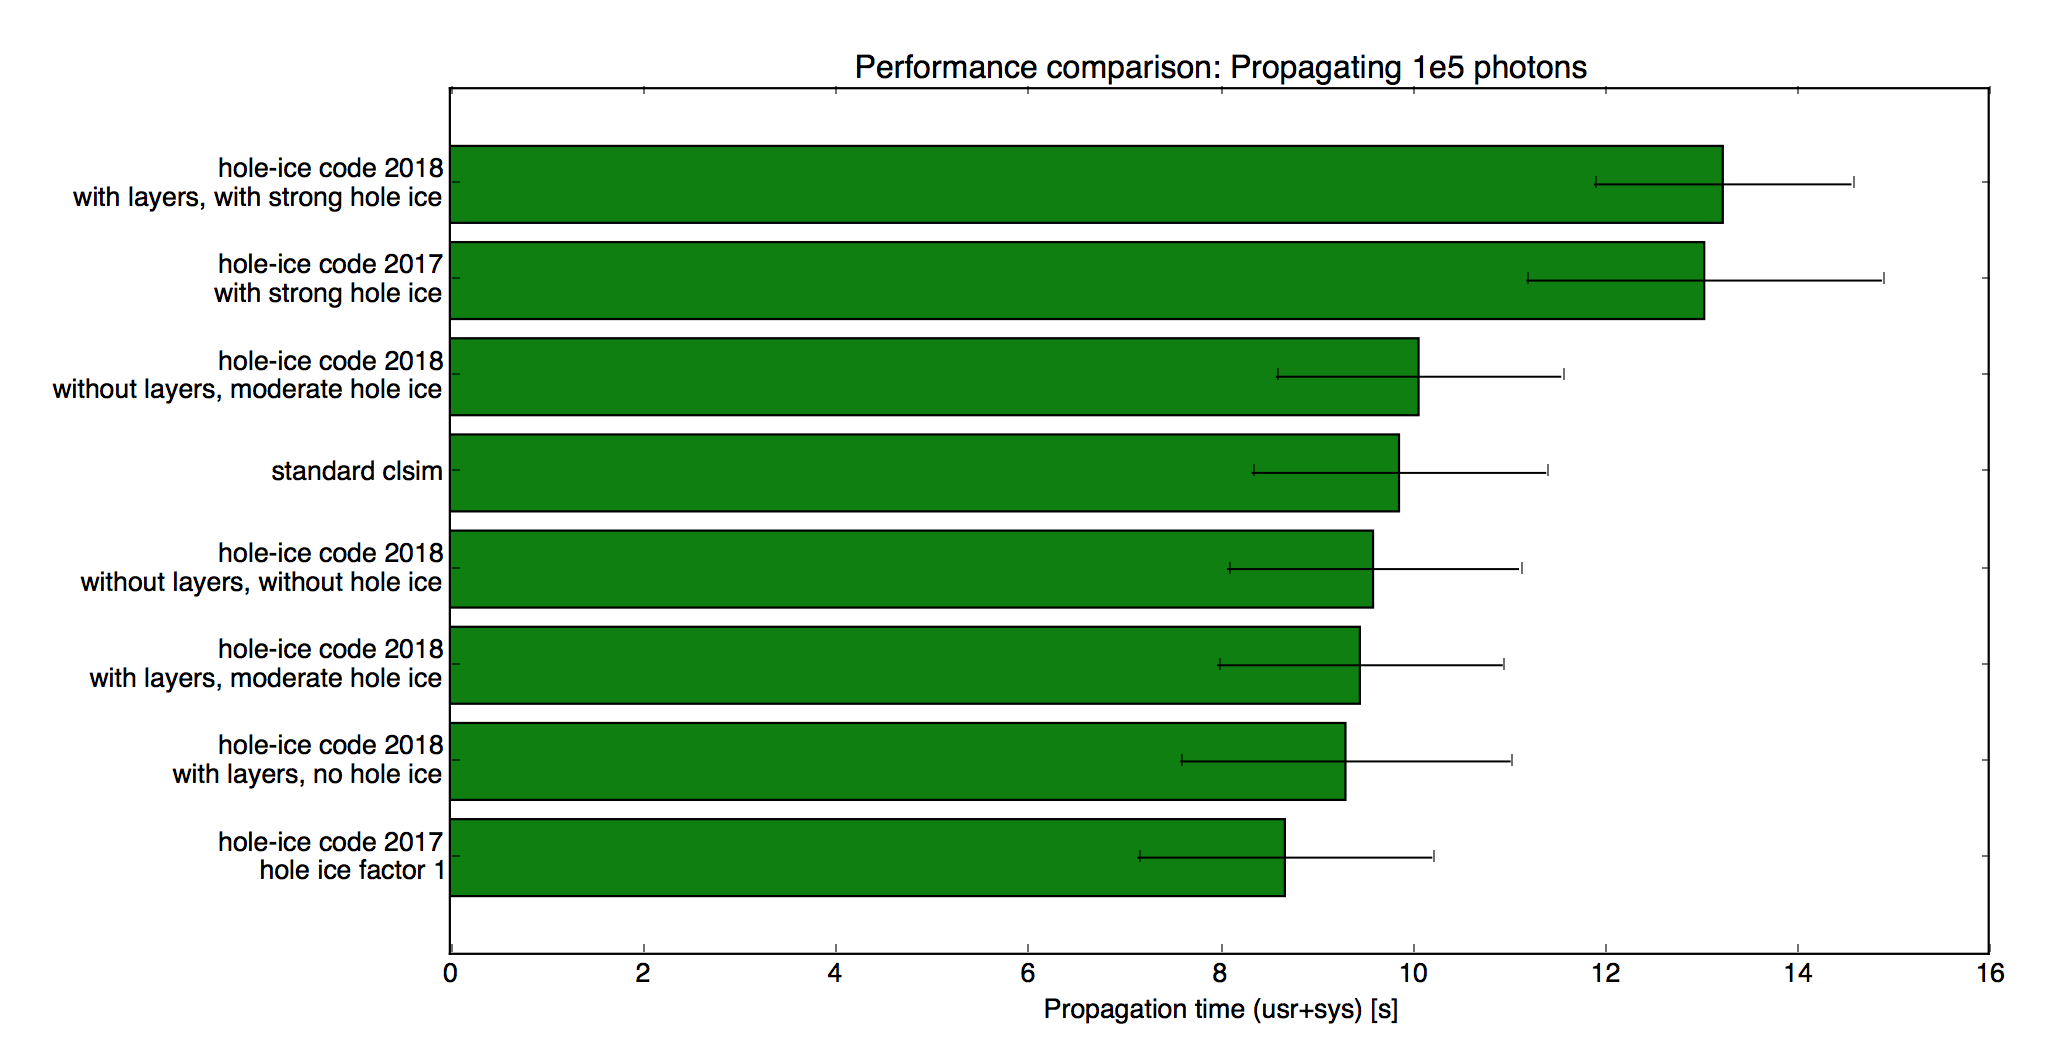 Performance comparison: Propagating 1e5 photons
hole-ice code 2018
with layers, with strong hole ice
hole-ice code 2017
with strong hole ice
hole-ice code 2018
without layers, moderate hole ice
standard clsim
hole-ice code 2018
without layers, without hole ice
hole-ice code 2018
with layers, moderate hole ice
hole-ice code 2018
with layers, no hole ice
hole-ice code 2017
hole ice factor 1
0 2 4 6 8 10 12 14 16
Propagation time (usr+sys) [s]